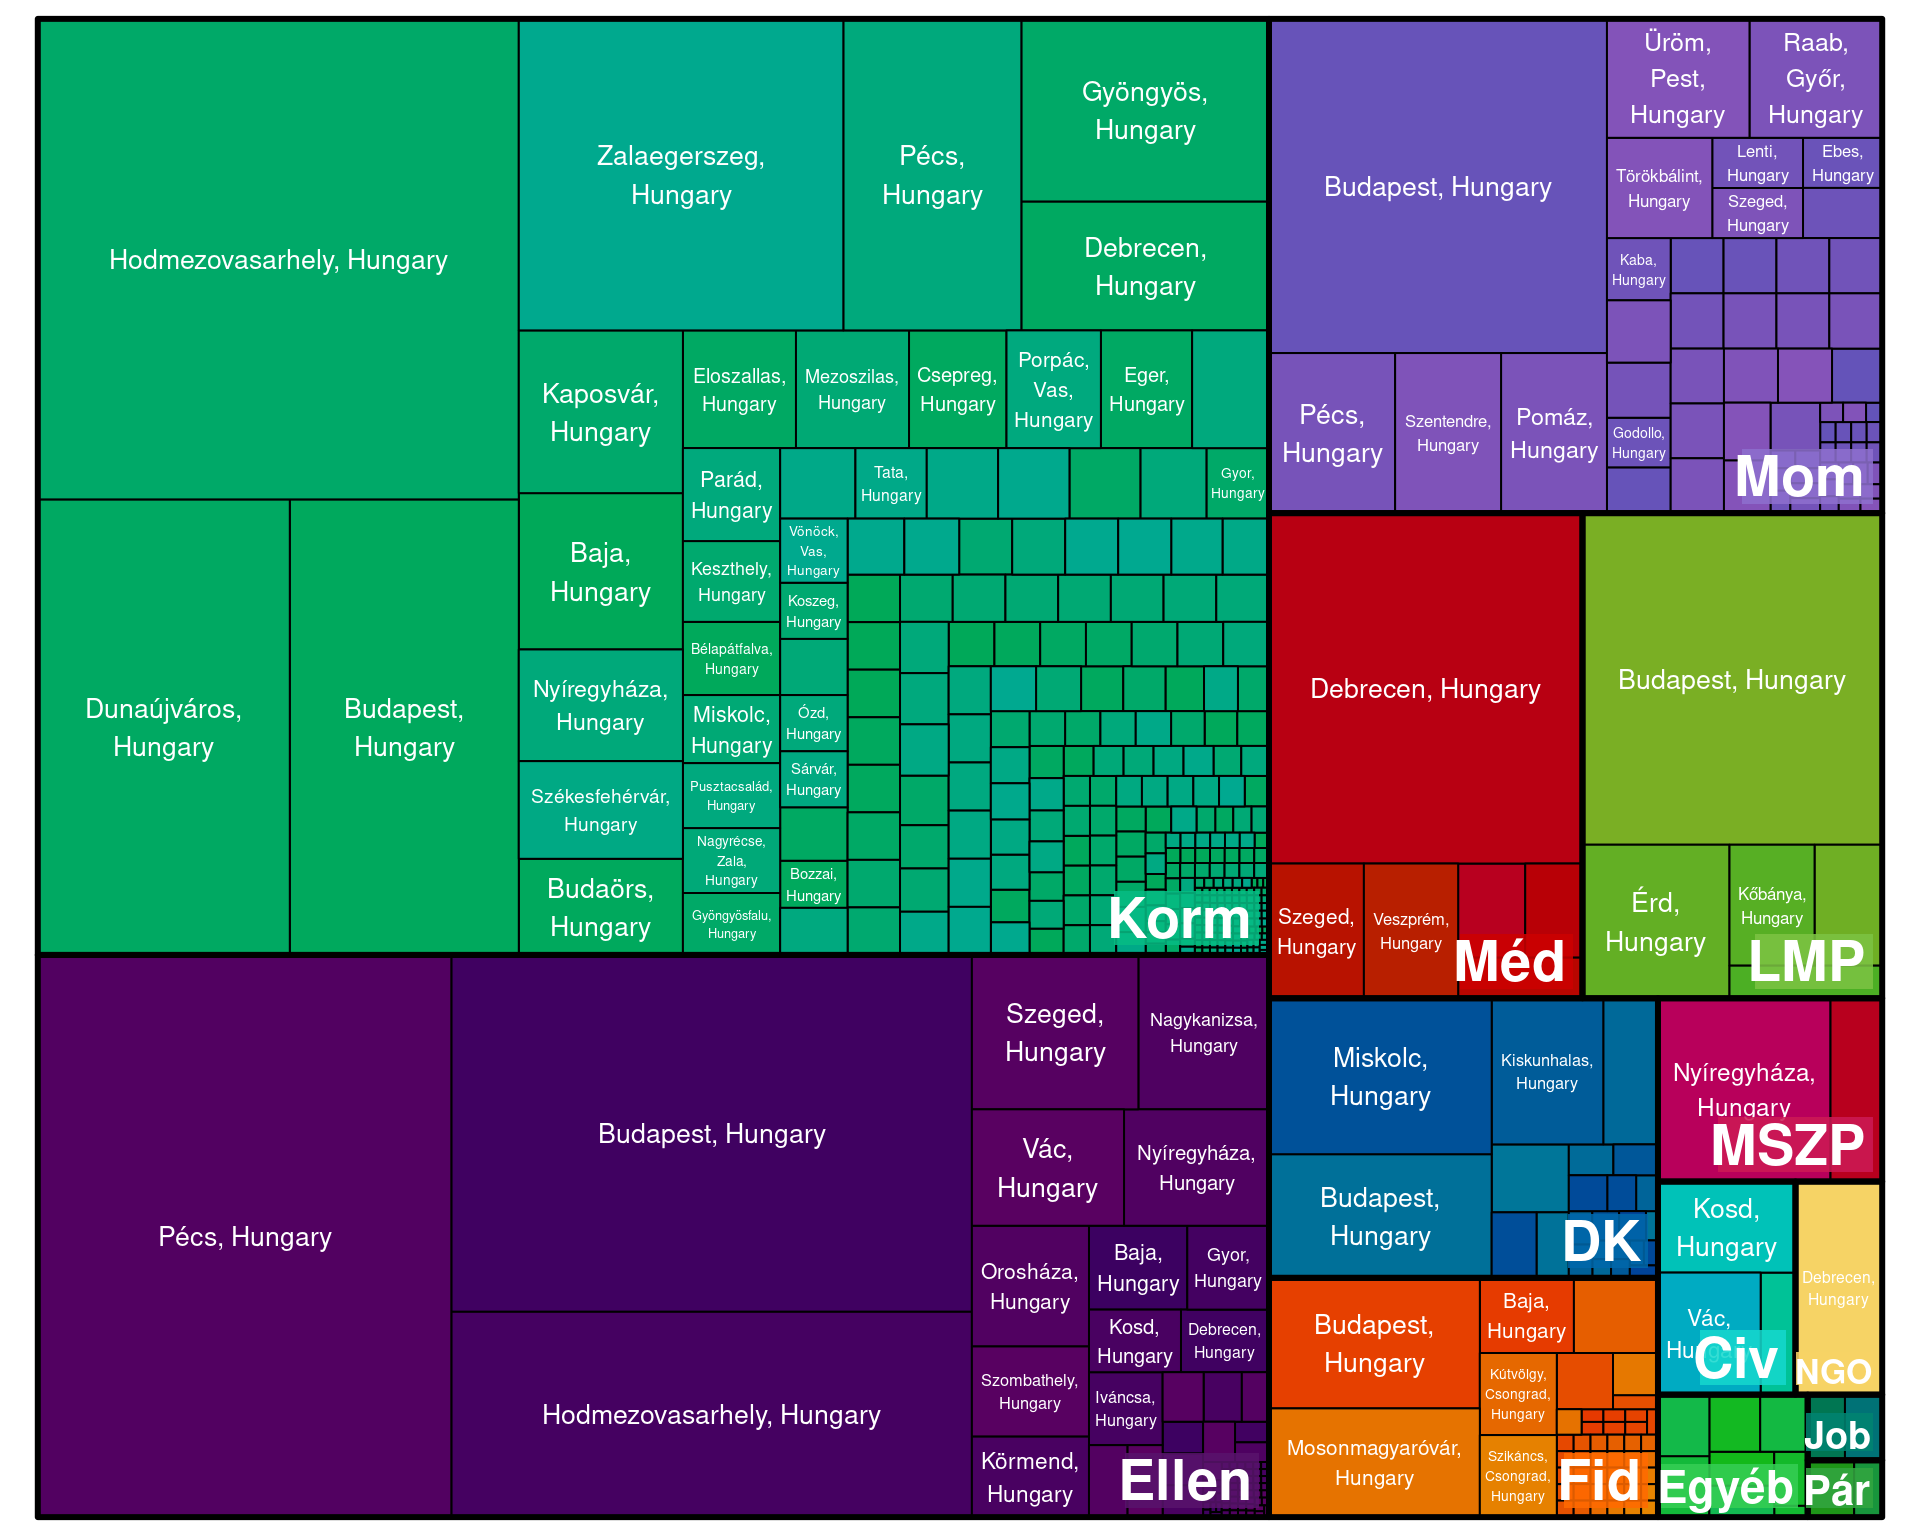 Hodmezovasarhely, Hungary
Dunaújváros,
Hungary
Budapest,
Hungary
Zalaegerszeg,
Hungary
Pécs,
Hungary
Gyöngyös,
Hungary
Debrecen,
Hungary
Kaposvár,
Hungary
Baja,
Hungary
Nyíregyháza,
Hungary
Székesfehérvár,
Hungary
Budaörs,
Hungary
Eloszallas,
Hungary
Mezoszilas,
Hungary
Csepreg,
Hungary
Porpác,
Vas,
Hungary
Eger,
Hungary
Parád,
Hungary
Keszthely,
Hungary
Bélapátfalva,
Hungary
Miskolc,
Hungary
Pusztacsalád,
Hungary
Nagyrécse,
Zala,
Hungary
Gyöngyösfalu,
Hungary
Tata,
Hungary
Gyor,
Hungary
Vönöck,
Vas,
Hungary
Koszeg,
Hungary
Ózd,
Hungary
Sárvár,
Hungary
Bozzai,
Hungary
Korm
Budapest, Hungary
Üröm,
Pest,
Hungary
Raab,
Győr,
Hungary
Törökbálint,
Hungary
Lenti,
Hungary
Ebes,
Hungary
Szeged,
Hungary
Kaba,
Hungary
Godollo,
Hungary
Pécs,
Hungary
Szentendre,
Hungary
Pomáz,
Hungary
Mom
Debrecen, Hungary
Szeged,
Hungary
Veszprém,
Hungary
Méd
Budapest, Hungary
Érd,
Hungary
Kőbánya,
Hungary
LMP
Pécs, Hungary
Budapest, Hungary
Hodmezovasarhely, Hungary
Szeged,
Hungary
Nagykanizsa,
Hungary
Vác,
Hungary
Nyíregyháza,
Hungary
Orosháza,
Hungary
Szombathely,
Hungary
Körmend,
Hungary
Baja,
Hungary
Gyor,
Hungary
Kosd,
Hungary
Debrecen,
Hungary
Iváncsa,
Hungary
Ellen
Miskolc,
Hungary
Budapest,
Hungary
Kiskunhalas,
Hungary
DK
Nyíregyháza,
Hungary
MSZP
Budapest,
Hungary
Mosonmagyaróvár,
Hungary
Baja,
Hungary
Kútvölgy,
Csongrad,
Hungary
Szikáncs,
Csongrad,
Hungary
Fid
Kosd,
Hungary
Vác,
Hungary
Civ
Debrecen,
Hungary
NGO
Egyéb
Job
Pár